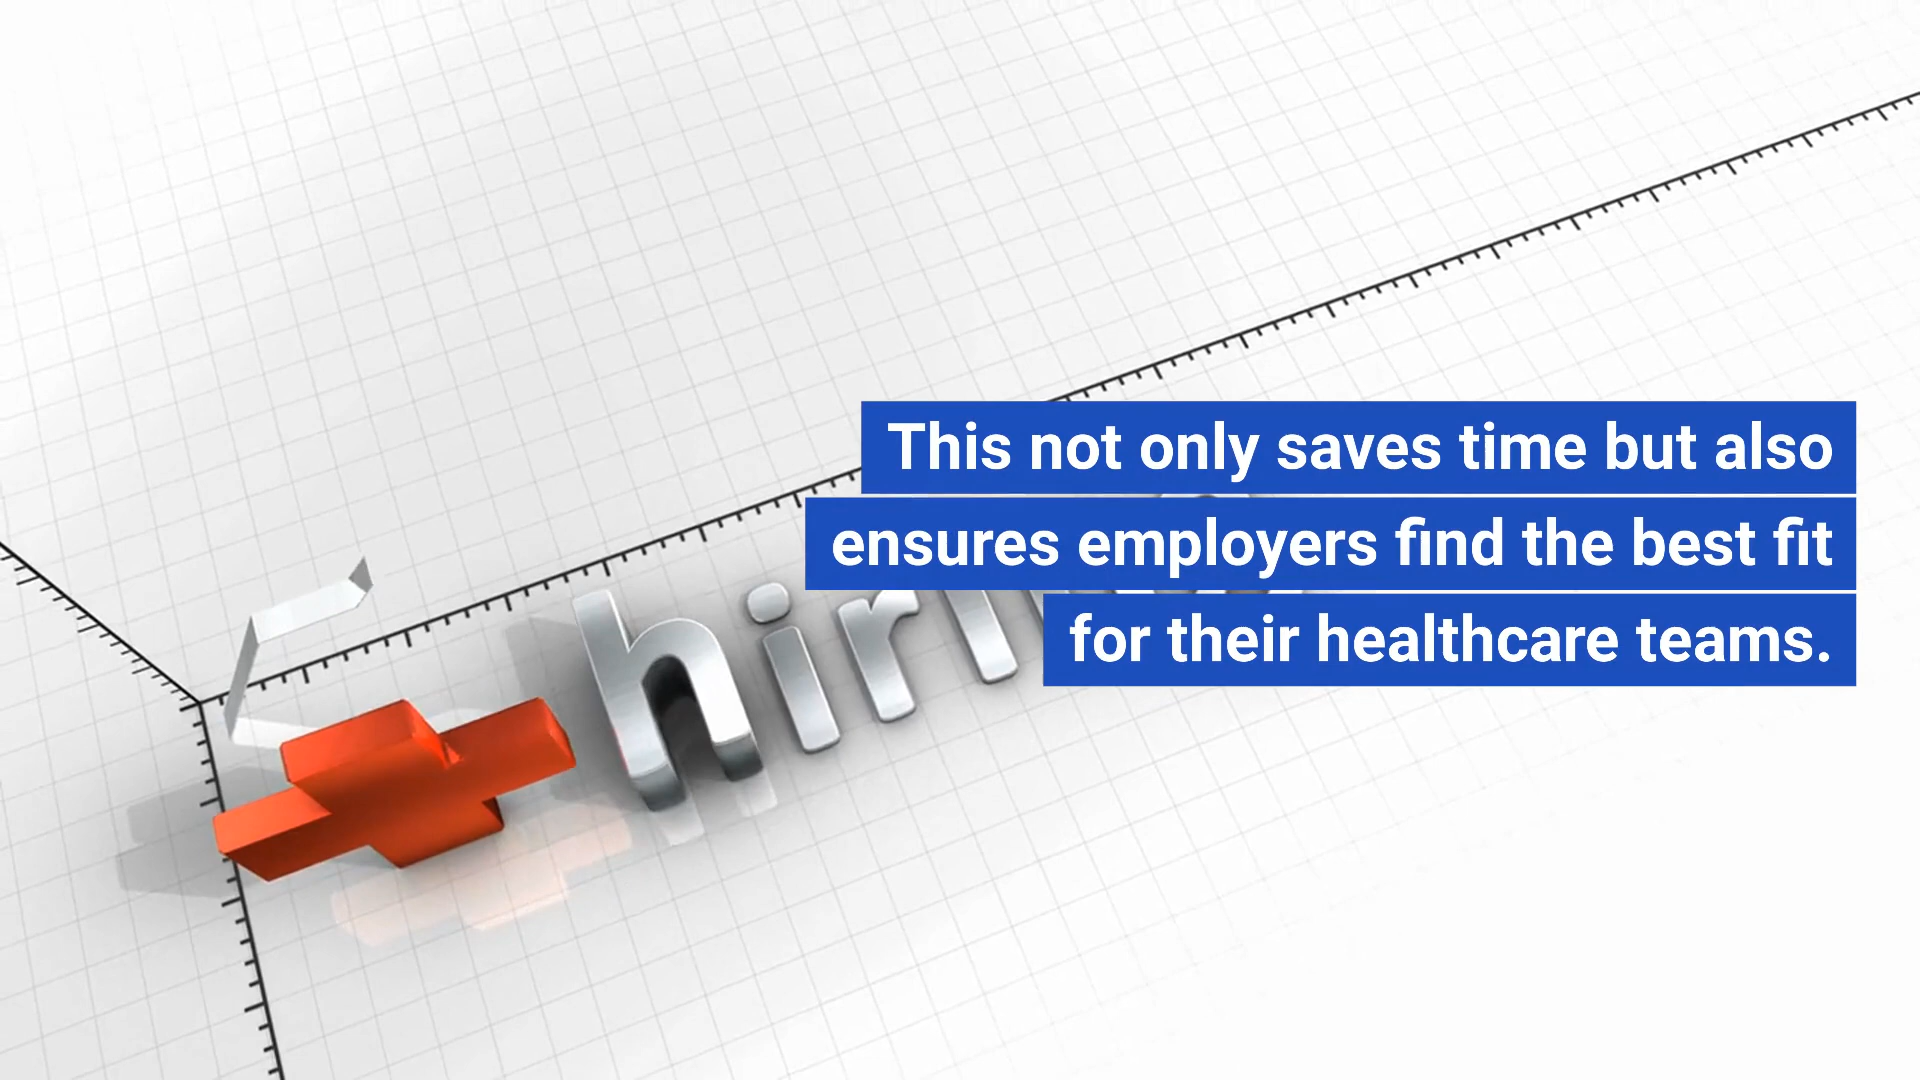 This not only saves time but also
ensures employers find the best fit
for their healthcare teams.